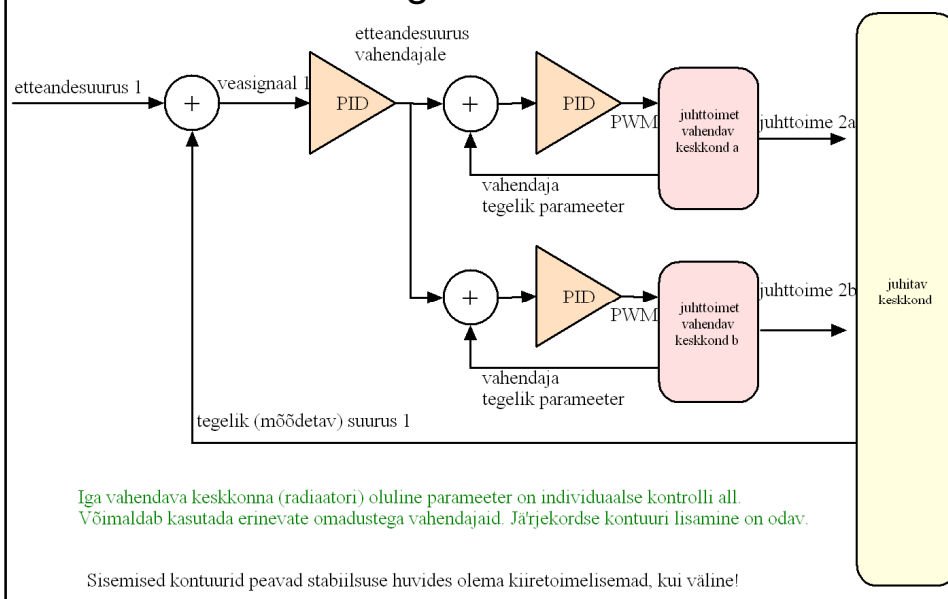 etteandesuurus 1
+
veasignaal 1
PID
etteandesuurus
vahendajale
+
PID
PWM
juhttoimet
vahendav
keskkond a
juhttoime 2a
vahendaja
tegelik parameeter
+
PID
PWM
juhttoimet
vahendav
keskkond b
juhttoime 2b
vahendaja
tegelik parameeter
juhitav
keskkond
tegelik (mõõdetav) suurus 1
Iga vahendava keskkonna (radiaatori) oluline parameeter on individuaalse kontrolli all.
Võimaldab kasutada erinevate omadustega vahendajaid. Jä'rjekordse kontuuri lisamine on odav.
Sisemised kontuurid peavad stabiilsuse huvides olema kiiretoimelisemad, kui väline!